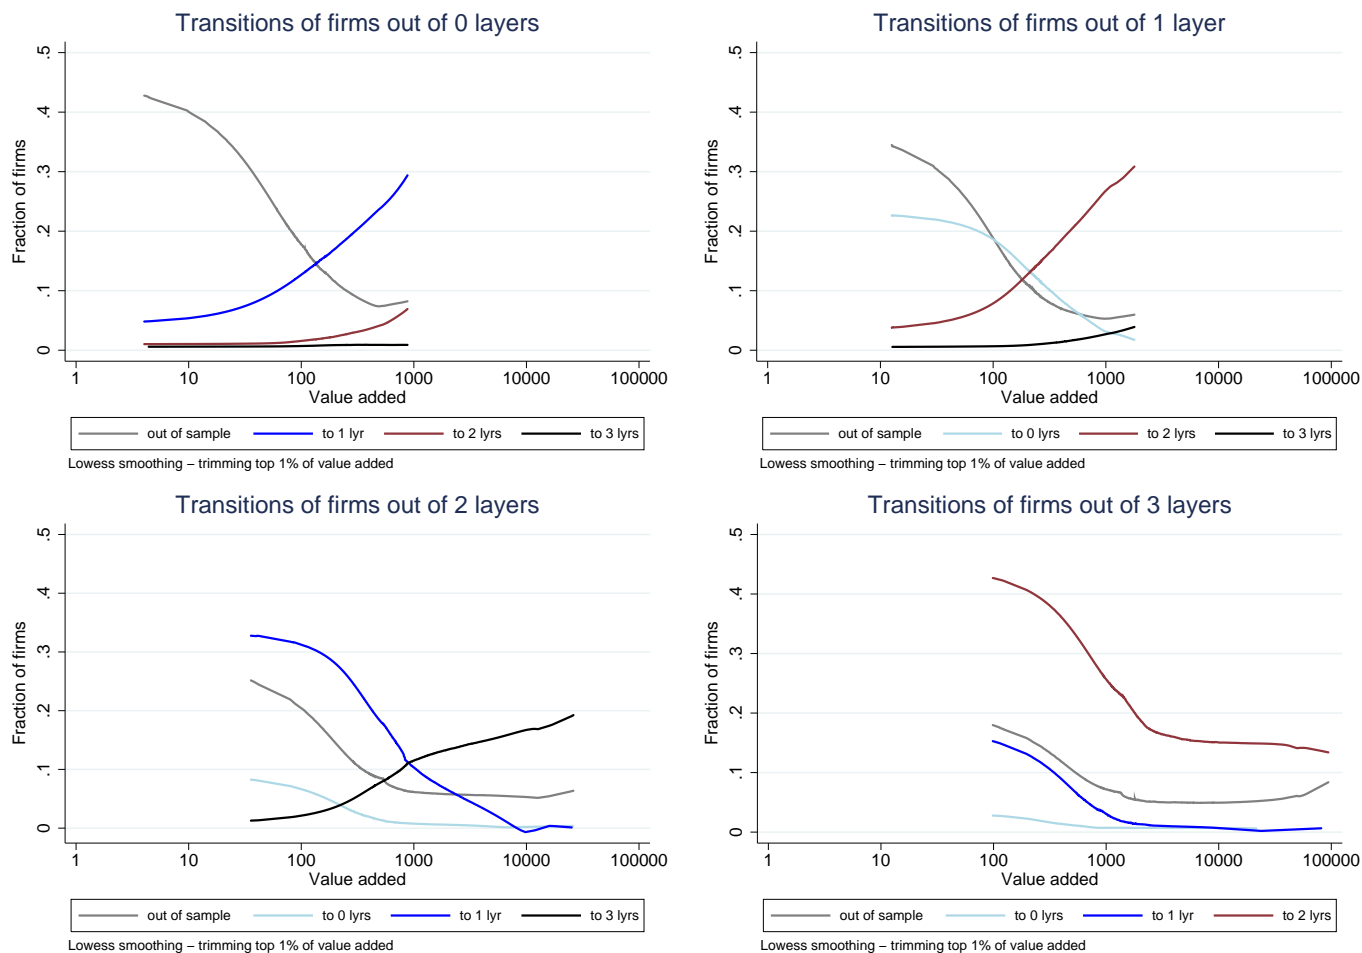 Transitions of firms out of 0 layers
Fraction of firms
0 .1 .2 .3 .4 .5
1 10 100 1000 10000 100000
Value added
out of sample to 1 lyr to 2 lyrs to 3 lyrs
Lowess smoothing – trimming top 1% of value added
Transitions of firms out of 1 layer
Fraction of firms
0 .1 .2 .3 .4 .5
1 10 100 1000 10000 100000
Value added
out of sample to 0 lyrs to 2 lyrs to 3 lyrs
Lowess smoothing – trimming top 1% of value added
Transitions of firms out of 2 layers
Fraction of firms
0 .1 .2 .3 .4 .5
1 10 100 1000 10000 100000
Value added
out of sample to 0 lyrs to 1 lyr to 3 lyrs
Lowess smoothing – trimming top 1% of value added
Transitions of firms out of 3 layers
Fraction of firms
0 .1 .2 .3 .4 .5
1 10 100 1000 10000 100000
Value added
out of sample to 0 lyrs to 1 lyr to 2 lyrs
Lowess smoothing – trimming top 1% of value added